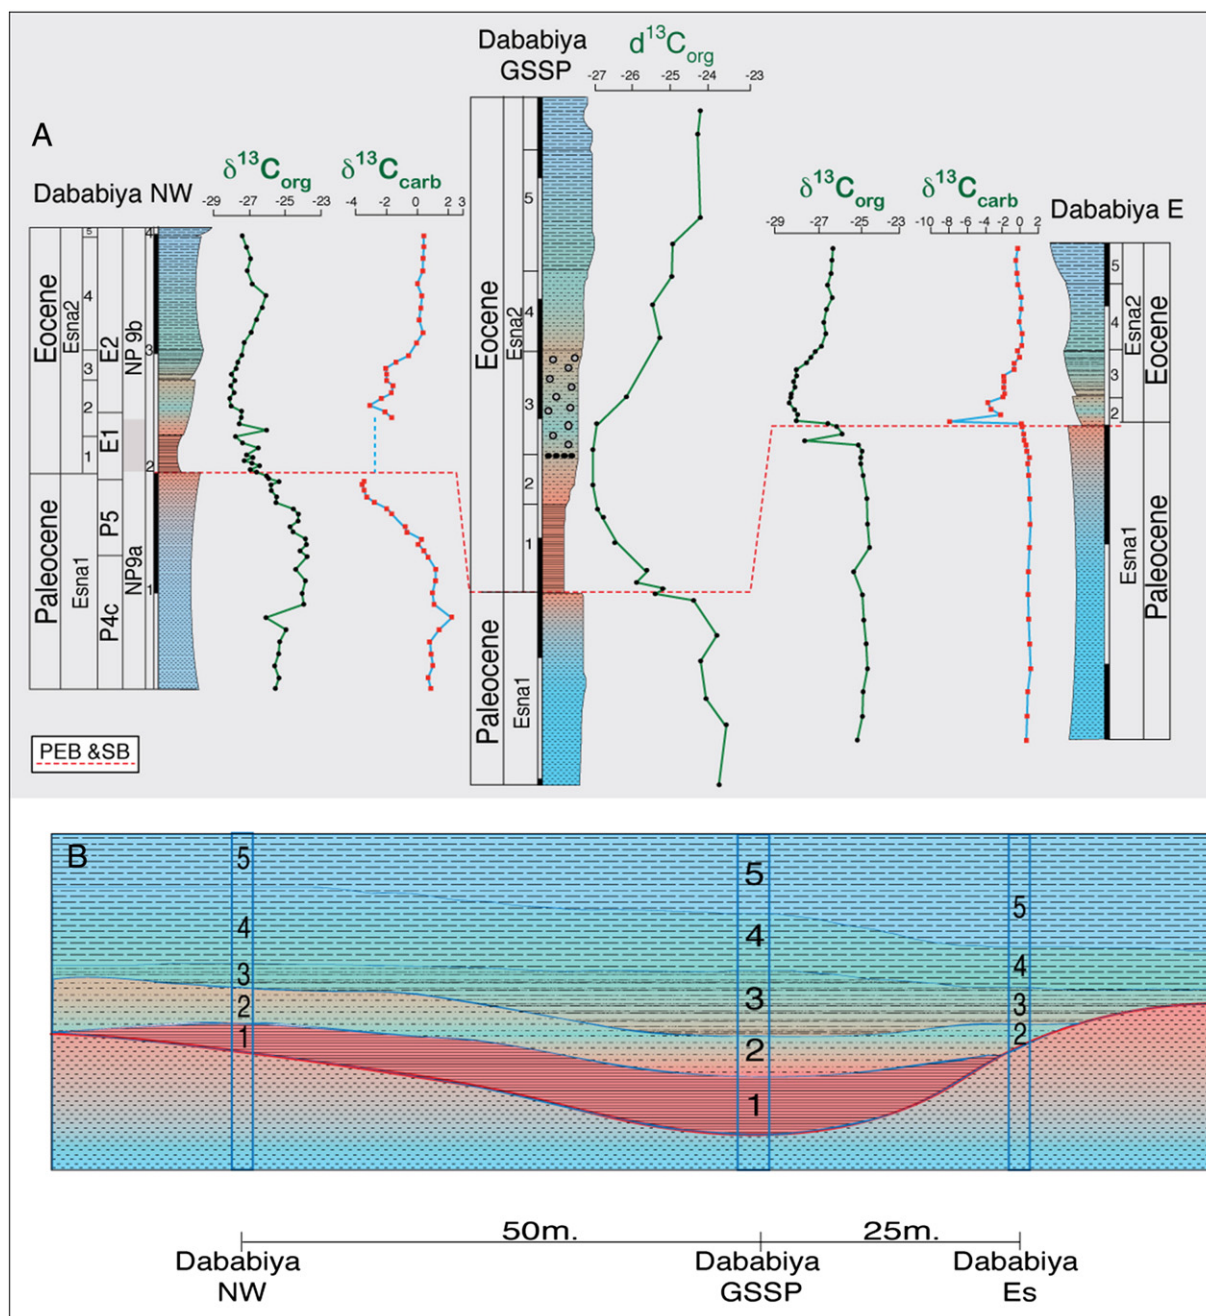 A
Dababiya NW
δ13Corg
-29 -27 -25 -23
δ13Ccarb
-4 -2 0 2 3
Eocene
Paleocene
Esna2
Esna1
5
4
3
2
1
E2
E1
P5
P4c
NP 9b
NP9a
4
3
2
1
PEB &SB
Dababiya
GSSP
d13Corg
-27 -26 -25 -24 -23
Eocene
Paleocene
Esna2
Esna1
5
4
3
2
1
δ13Corg
-29 -27 -25 -23
δ13Ccarb
-10 -8 -6 -4 -2 0 2
Dababiya E
5
4
3
2
Esna2
Esna1
Eocene
Paleocene
B
5
4
3
2
1
5
4
3
2
1
5
4
3
2
50m.
25m.
Dababiya
NW
Dababiya
GSSP
Dababiya
Es